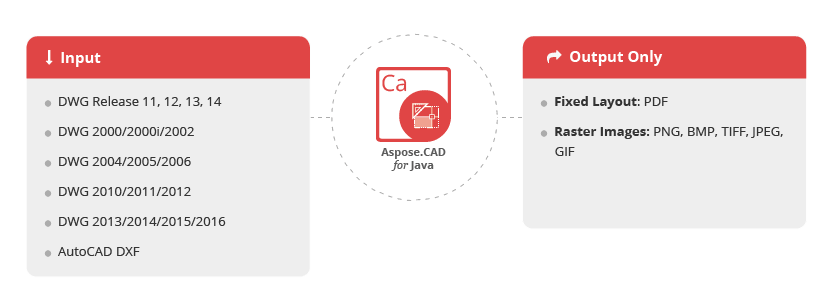 Input
DWG Release 11, 12, 13, 14
DWG 2000/2000i/2002
DWG 2004/2005/2006
DWG 2010/2011/2012
DWG 2013/2014/2015/2016
AutoCAD DXF
Ca
Aspose.CAD
for Java
Output Only
Fixed Layout: PDF
Raster Images: PNG, BMP, TIFF, JPEG,
GIF